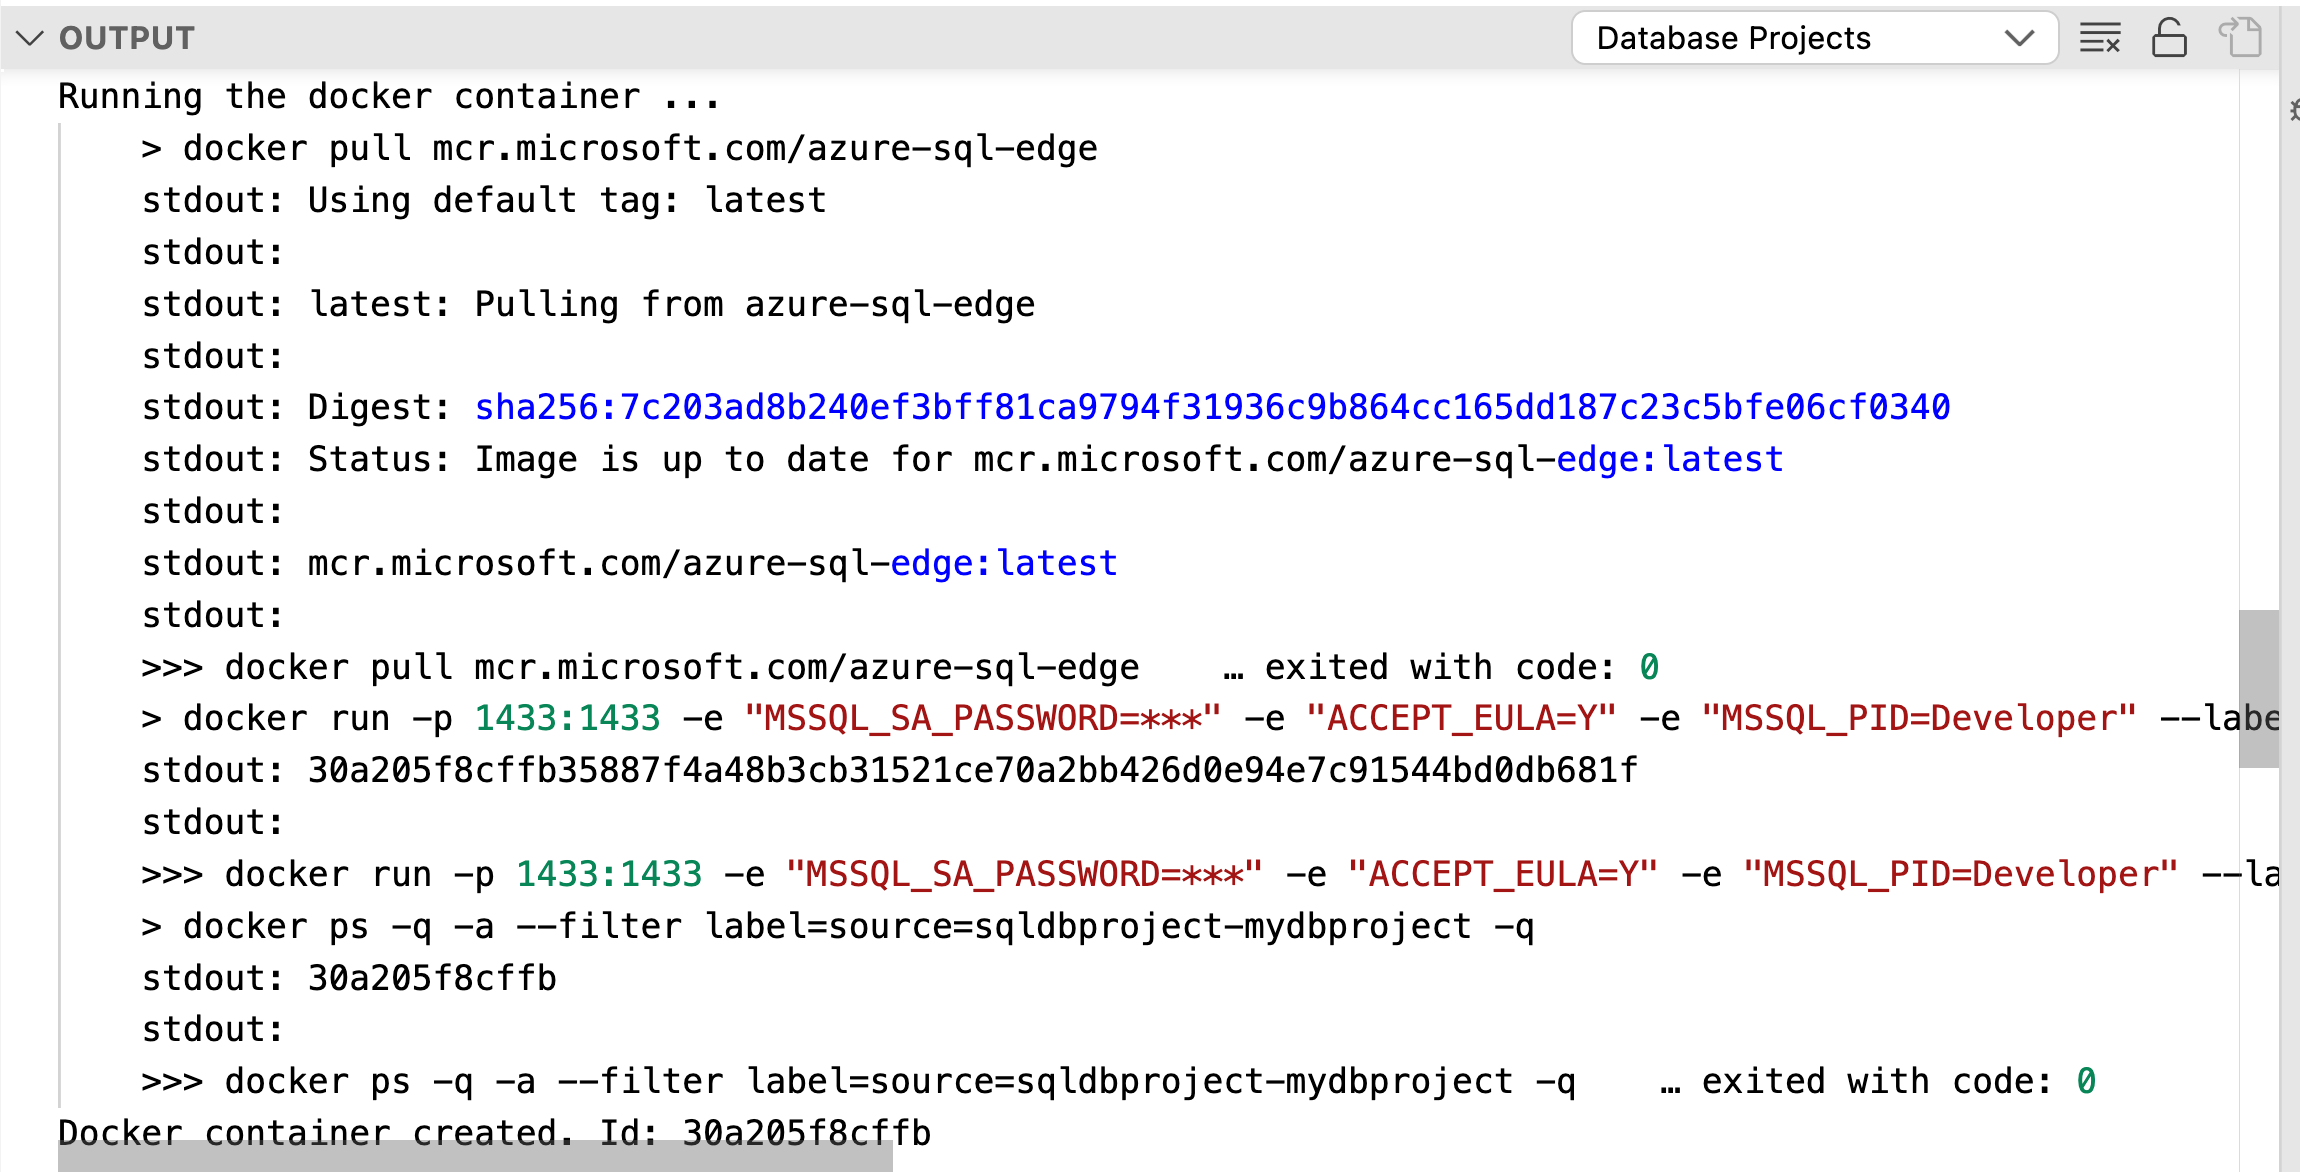 OUTPUT
Database Projects
Running the docker container ...
> docker pull mcr.microsoft.com/azure-sql-edge
stdout: Using default tag: latest
stdout:
stdout: latest: Pulling from azure-sql-edge
stdout:
stdout: Digest: sha256:7c203ad8b240ef3bff81ca9794f31936c9b864cc165dd187c23c5bfe06cf0340
stdout: Status: Image is up to date for mcr.microsoft.com/azure-sql-edge:latest
stdout:
stdout: mcr.microsoft.com/azure-sql-edge:latest
stdout:
>>> docker pull mcr.microsoft.com/azure-sql-edge    … exited with code: 0
> docker run -p 1433:1433 -e "MSSQL_SA_PASSWORD=***" -e "ACCEPT_EULA=Y" -e "MSSQL_PID=Developer" --labe
stdout: 30a205f8cffb35887f4a48b3cb31521ce70a2bb426d0e94e7c91544bd0db681f
stdout:
>>> docker run -p 1433:1433 -e "MSSQL_SA_PASSWORD=***" -e "ACCEPT_EULA=Y" -e "MSSQL_PID=Developer" --la
> docker ps -q -a --filter label=source=sqldbproject-mydbproject -q
stdout: 30a205f8cffb
stdout:
>>> docker ps -q -a --filter label=source=sqldbproject-mydbproject -q    … exited with code: 0
Docker container created. Id: 30a205f8cffb